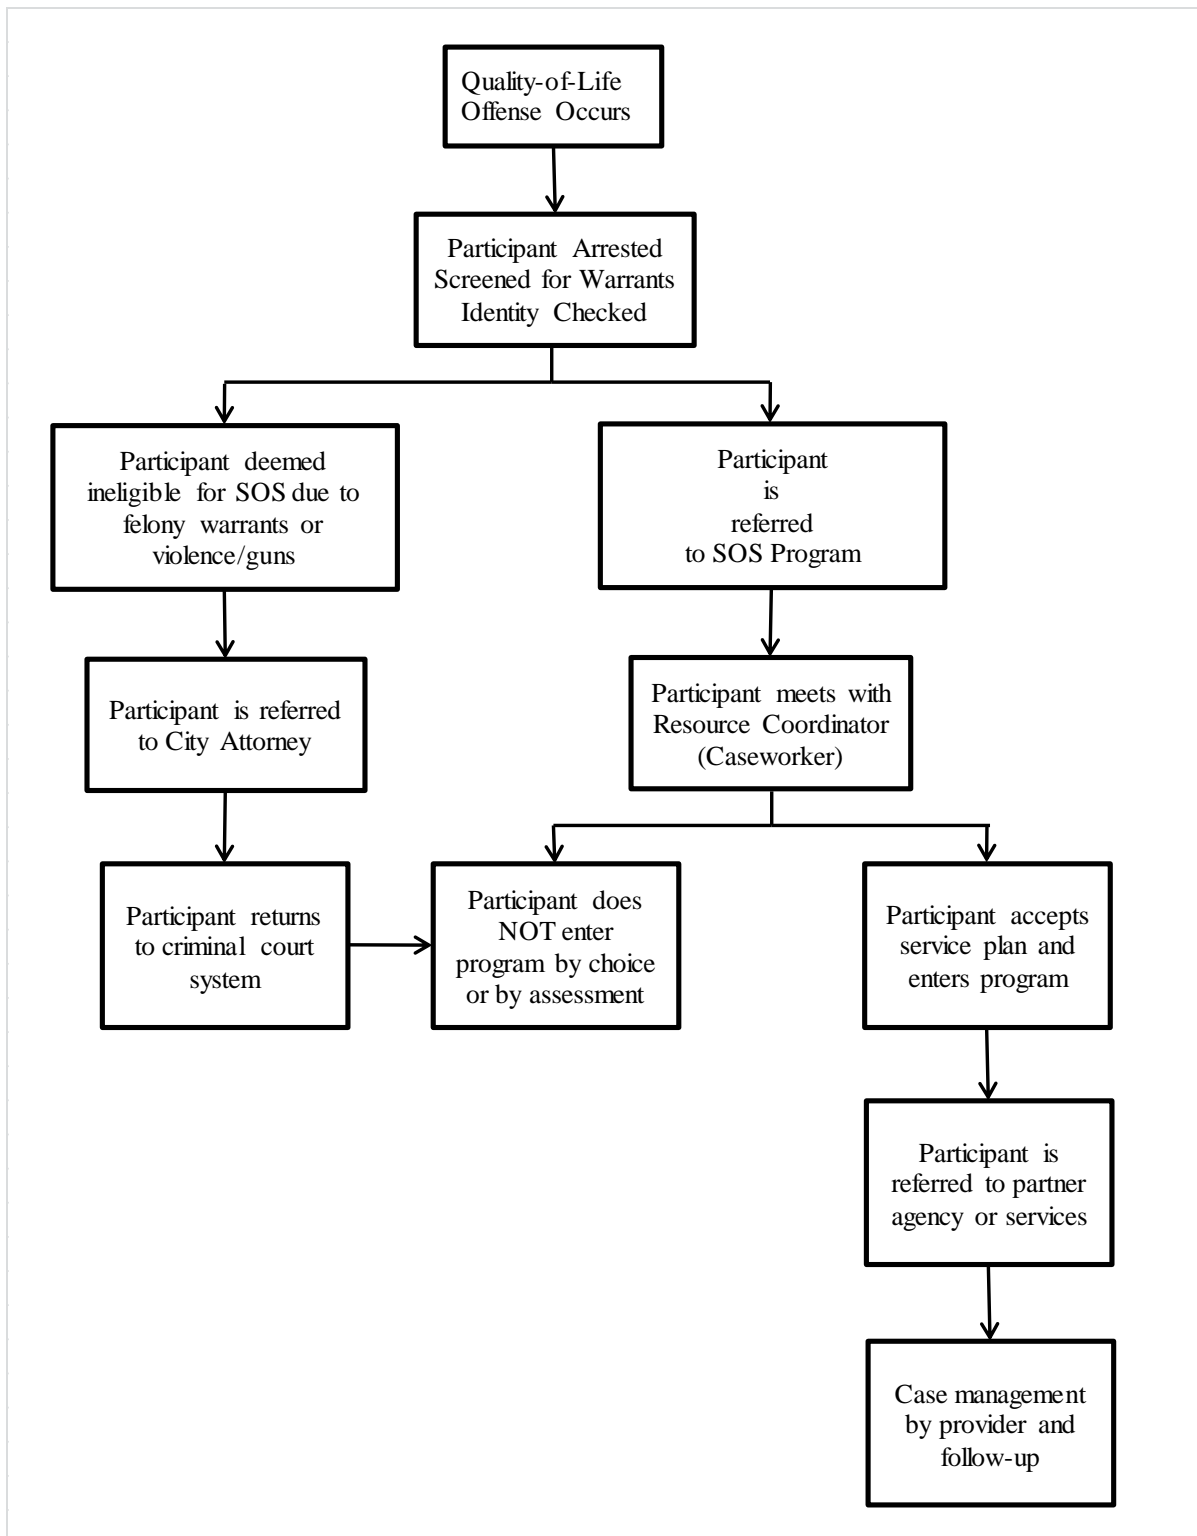 Quality-of-Life
Offense Occurs
Participant Arrested
Screened for Warrants
Identity Checked
Participant deemed
ineligible for SOS due to
felony warrants or
violence/guns
Participant
is
referred
to SOS Program
Participant is referred
to City Attorney
Participant meets with
Resource Coordinator
(Caseworker)
Participant returns
to criminal court
system
Participant does
NOT enter
program by choice
or by assessment
Participant accepts
service plan and
enters program
Participant is
referred to partner
agency or services
Case management
by provider and
follow-up